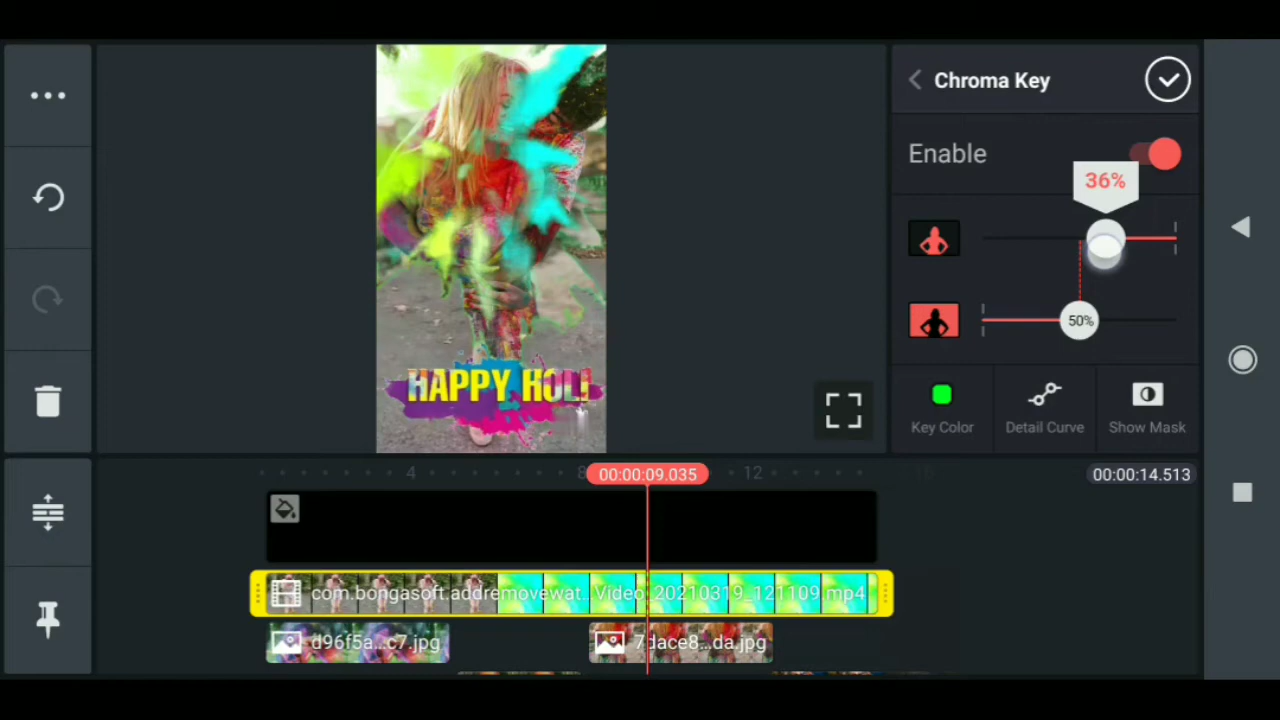 Chroma Key
Enable
36%
50%
Key Color
Detail Curve
Show Mask
HAPPY HOLI
4
8
00:00:09.035
12
00:00:14.513
com.bongasoft.addremovewat...Video_20210319_121109.mp4
d96f5a...c7.jpg
7dace8...da.jpg